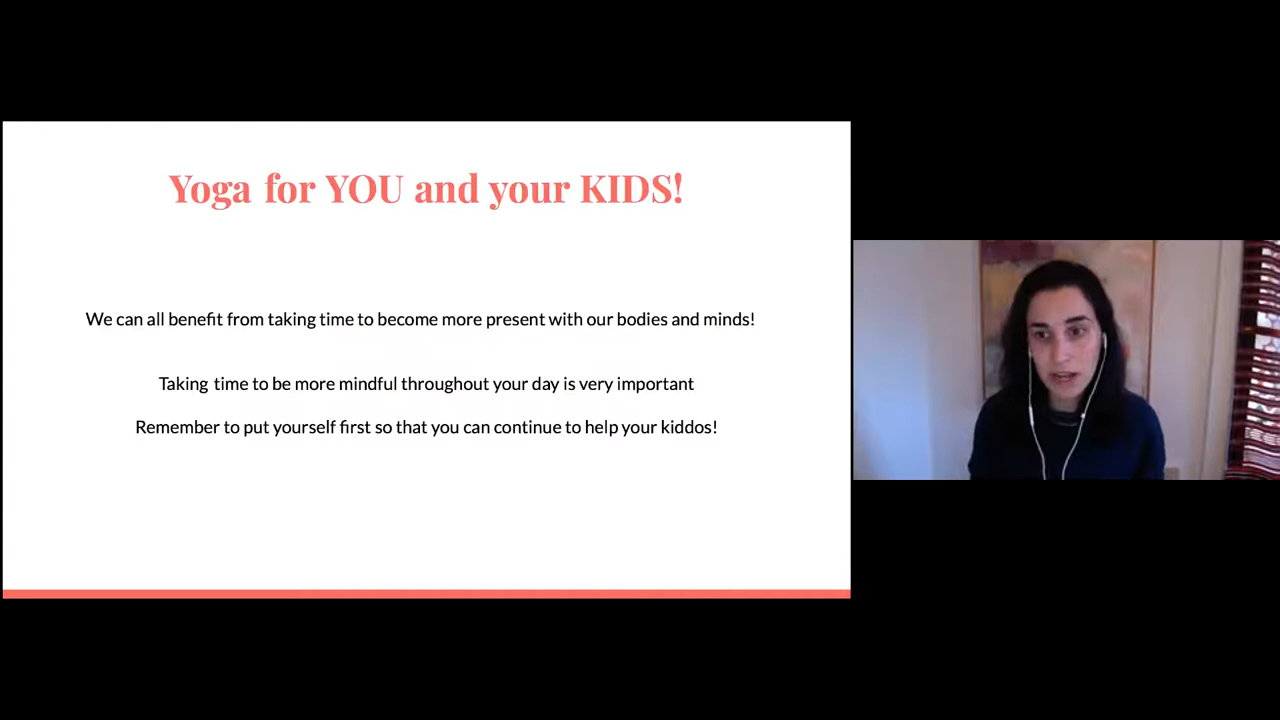 Yoga for YOU and your KIDS!
We can all benefit from taking time to become more present with our bodies and minds!
Taking time to be more mindful throughout your day is very important
Remember to put yourself first so that you can continue to help your kiddos!